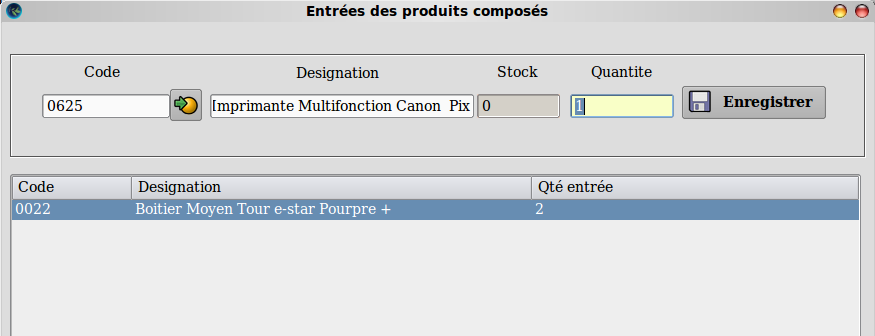 Entrées des produits composés
Code Designation Stock Quantite
0625 Imprimante Multifonction Canon Pix 0 1 Enregistrer
Code Designation Qté entrée
0022 Boitier Moyen Tour e-star Pourpre + 2